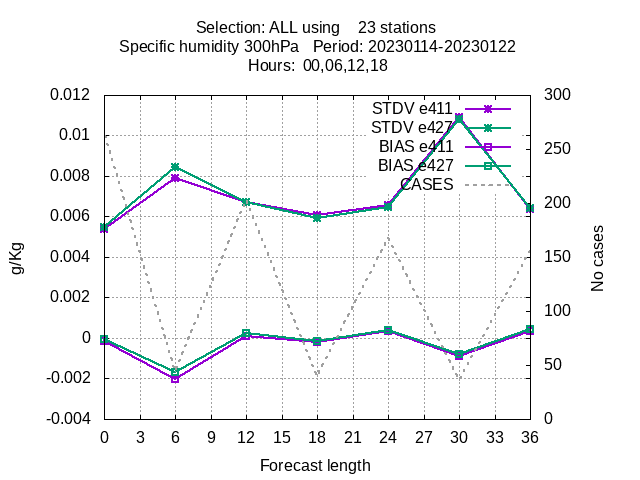 Selection: ALL using    23 stations
Specific humidity 300hPa   Period: 20230114-20230122
Hours:  00,06,12,18
0.012
0.01
0.008
0.006
0.004
0.002
0
-0.002
-0.004
g/Kg
300
250
200
150
100
50
0
No cases
STDV e411
STDV e427
BIAS e411
BIAS e427
CASES
0 3 6 9 12 15 18 21 24 27 30 33 36
Forecast length